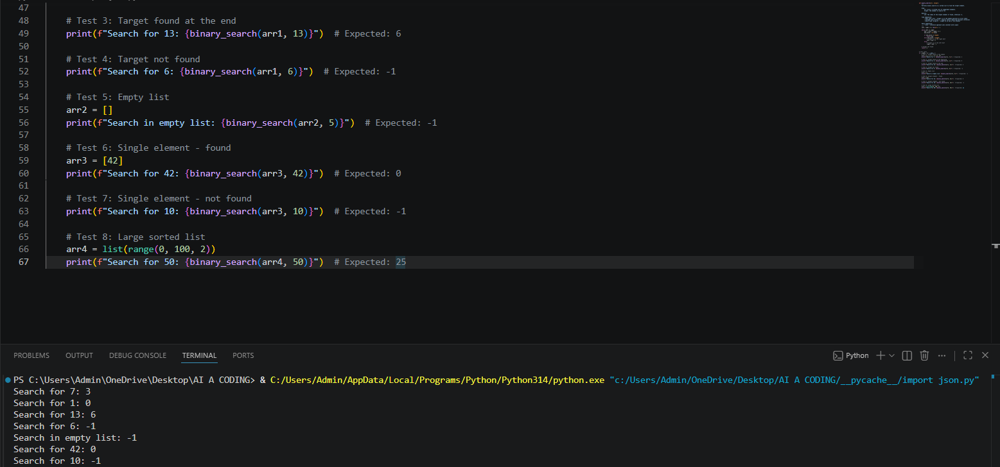 47
48 # Test 3: Target found at the end
49 print(f"Search for 13: {binary_search(arr1, 13)}") # Expected: 6
50
51 # Test 4: Target not found
52 print(f"Search for 6: {binary_search(arr1, 6)}") # Expected: -1
53
54 # Test 5: Empty list
55 arr2 = []
56 print(f"Search in empty list: {binary_search(arr2, 5)}") # Expected: -1
57
58 # Test 6: Single element - found
59 arr3 = [42]
60 print(f"Search for 42: {binary_search(arr3, 42)}") # Expected: 0
61
62 # Test 7: Single element - not found
63 print(f"Search for 10: {binary_search(arr3, 10)}") # Expected: -1
64
65 # Test 8: Large sorted list
66 arr4 = list(range(0, 100, 2))
67 print(f"Search for 50: {binary_search(arr4, 50)}") # Expected: 25
PROBLEMS OUTPUT DEBUG CONSOLE TERMINAL PORTS Python
PS C:\Users\Admin\OneDrive\Desktop\AI A CODING> & C:/Users/Admin/AppData/Local/Programs/Python/Python314/python.exe "c:/Users/Admin/OneDrive/Desktop/AI A CODING/__pycache__/import json.py"
Search for 7: 3
Search for 1: 0
Search for 13: 6
Search for 6: -1
Search in empty list: -1
Search for 42: 0
Search for 10: -1